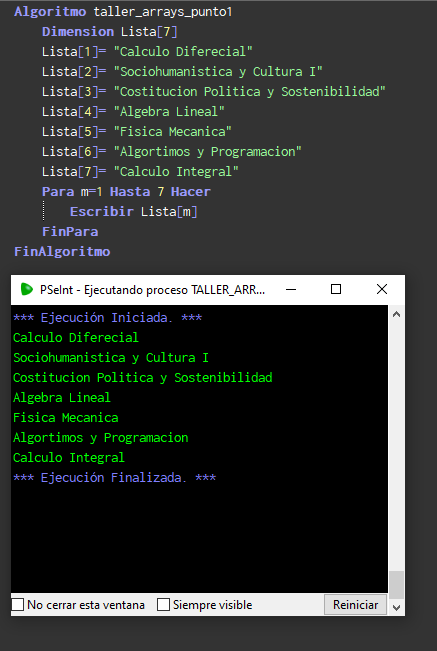 Algoritmo taller_arrays_punto1
Dimension Lista[7]
Lista[1]= "Calculo Diferecial"
Lista[2]= "Sociohumanistica y Cultura I"
Lista[3]= "Costitucion Politica y Sostenibilidad"
Lista[4]= "Algebra Lineal"
Lista[5]= "Fisica Mecanica"
Lista[6]= "Algortimos y Programacion"
Lista[7]= "Calculo Integral"
Para m=1 Hasta 7 Hacer
Escribir Lista[m]
FinPara
FinAlgoritmo
PSeInt - Ejecutando proceso TALLER_ARR...
*** Ejecución Iniciada. ***
Calculo Diferecial
Sociohumanistica y Cultura I
Costitucion Politica y Sostenibilidad
Algebra Lineal
Fisica Mecanica
Algortimos y Programacion
Calculo Integral
*** Ejecución Finalizada. ***
No cerrar esta ventana Siempre visible Reiniciar